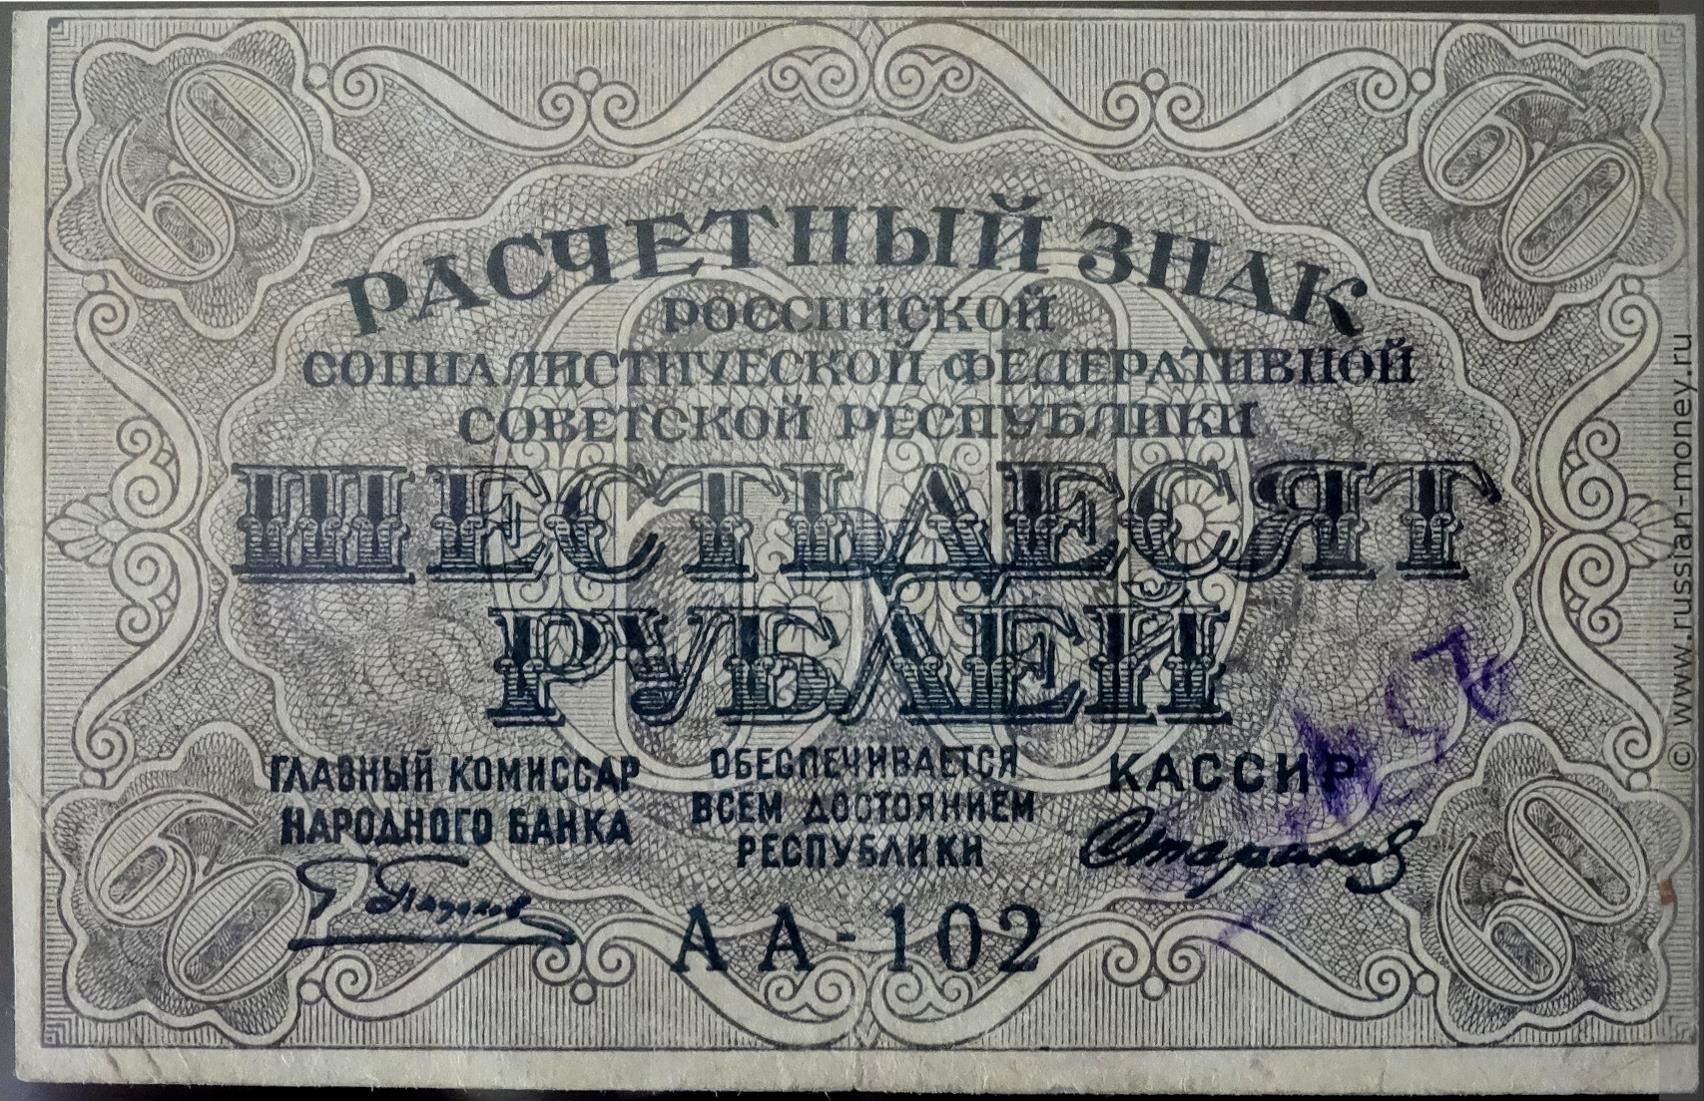 60 60
РАСЧЕТНЫЙ ЗНАК
РОССИЙСКОЙ
СОЦИАЛИСТИЧЕСКОЙ ФЕДЕРАТИВНОЙ
СОВЕТСКОЙ РЕСПУБЛИКИ
60
ШЕСТЬДЕСЯТ
РУБЛЕЙ
ГЛАВНЫЙ КОМИССАР
НАРОДНОГО БАНКА
ОБЕСПЕЧИВАЕТСЯ
ВСЕМ ДОСТОЯНИЕМ
РЕСПУБЛИКИ
КАССИР
АА-102
60 60
© www.russian-money.ru